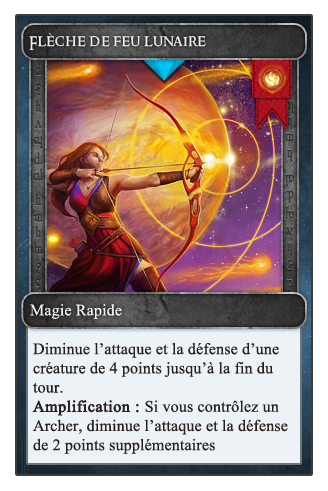 Flèche de feu lunaire
Magie Rapide
Diminue l’attaque et la défense d’une
créature de 4 points jusqu’à la fin du
tour.
Amplification : Si vous contrôlez un
Archer, diminue l’attaque et la défense
de 2 points supplémentaires